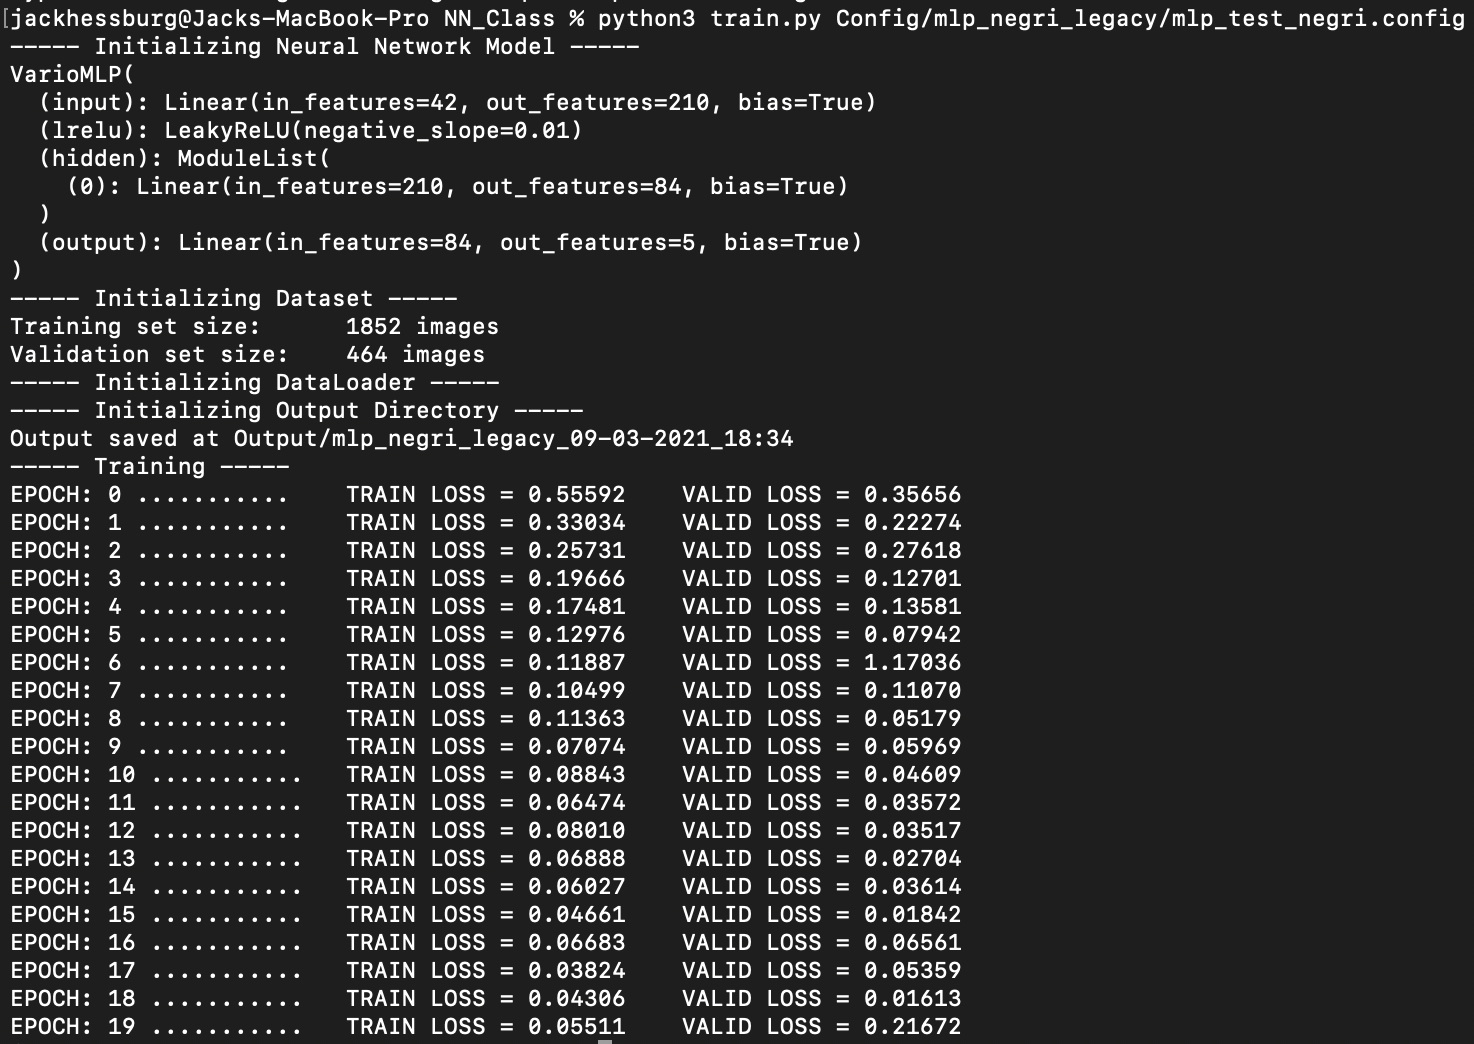 jackhessburg@Jacks-MacBook-Pro NN_Class % python3 train.py Config/mlp_negri_legacy/mlp_test_negri.config
----- Initializing Neural Network Model -----
VarioMLP(
  (input): Linear(in_features=42, out_features=210, bias=True)
  (lrelu): LeakyReLU(negative_slope=0.01)
  (hidden): ModuleList(
    (0): Linear(in_features=210, out_features=84, bias=True)
  )
  (output): Linear(in_features=84, out_features=5, bias=True)
)
----- Initializing Dataset -----
Training set size:      1852 images
Validation set size:    464 images
----- Initializing DataLoader -----
----- Initializing Output Directory -----
Output saved at Output/mlp_negri_legacy_09-03-2021_18:34
----- Training -----
EPOCH: 0 ...........    TRAIN LOSS = 0.55592    VALID LOSS = 0.35656
EPOCH: 1 ...........    TRAIN LOSS = 0.33034    VALID LOSS = 0.22274
EPOCH: 2 ...........    TRAIN LOSS = 0.25731    VALID LOSS = 0.27618
EPOCH: 3 ...........    TRAIN LOSS = 0.19666    VALID LOSS = 0.12701
EPOCH: 4 ...........    TRAIN LOSS = 0.17481    VALID LOSS = 0.13581
EPOCH: 5 ...........    TRAIN LOSS = 0.12976    VALID LOSS = 0.07942
EPOCH: 6 ...........    TRAIN LOSS = 0.11887    VALID LOSS = 1.17036
EPOCH: 7 ...........    TRAIN LOSS = 0.10499    VALID LOSS = 0.11070
EPOCH: 8 ...........    TRAIN LOSS = 0.11363    VALID LOSS = 0.05179
EPOCH: 9 ...........    TRAIN LOSS = 0.07074    VALID LOSS = 0.05969
EPOCH: 10 ...........   TRAIN LOSS = 0.08843    VALID LOSS = 0.04609
EPOCH: 11 ...........   TRAIN LOSS = 0.06474    VALID LOSS = 0.03572
EPOCH: 12 ...........   TRAIN LOSS = 0.08010    VALID LOSS = 0.03517
EPOCH: 13 ...........   TRAIN LOSS = 0.06888    VALID LOSS = 0.02704
EPOCH: 14 ...........   TRAIN LOSS = 0.06027    VALID LOSS = 0.03614
EPOCH: 15 ...........   TRAIN LOSS = 0.04661    VALID LOSS = 0.01842
EPOCH: 16 ...........   TRAIN LOSS = 0.06683    VALID LOSS = 0.06561
EPOCH: 17 ...........   TRAIN LOSS = 0.03824    VALID LOSS = 0.05359
EPOCH: 18 ...........   TRAIN LOSS = 0.04306    VALID LOSS = 0.01613
EPOCH: 19 ...........   TRAIN LOSS = 0.05511    VALID LOSS = 0.21672